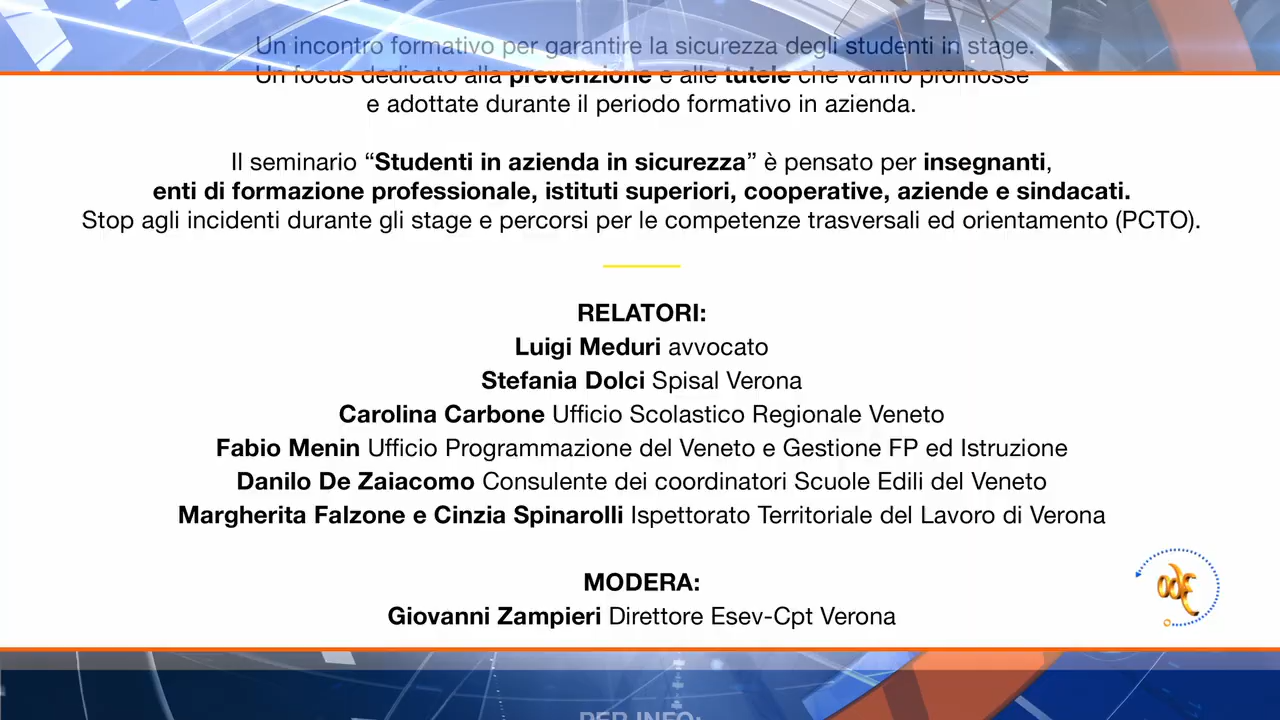 Un incontro formativo per garantire la sicurezza degli studenti in stage.
Un focus dedicato alla prevenzione e alle tutele che vanno promosse
e adottate durante il periodo formativo in azienda.
Il seminario “Studenti in azienda in sicurezza” è pensato per insegnanti,
enti di formazione professionale, istituti superiori, cooperative, aziende e sindacati.
Stop agli incidenti durante gli stage e percorsi per le competenze trasversali ed orientamento (PCTO).
RELATORI:
Luigi Meduri avvocato
Stefania Dolci Spisal Verona
Carolina Carbone Ufficio Scolastico Regionale Veneto
Fabio Menin Ufficio Programmazione del Veneto e Gestione FP ed Istruzione
Danilo De Zaiacomo Consulente dei coordinatori Scuole Edili del Veneto
Margherita Falzone e Cinzia Spinarolli Ispettorato Territoriale del Lavoro di Verona
MODERA:
Giovanni Zampieri Direttore Esev-Cpt Verona
PER INFO: